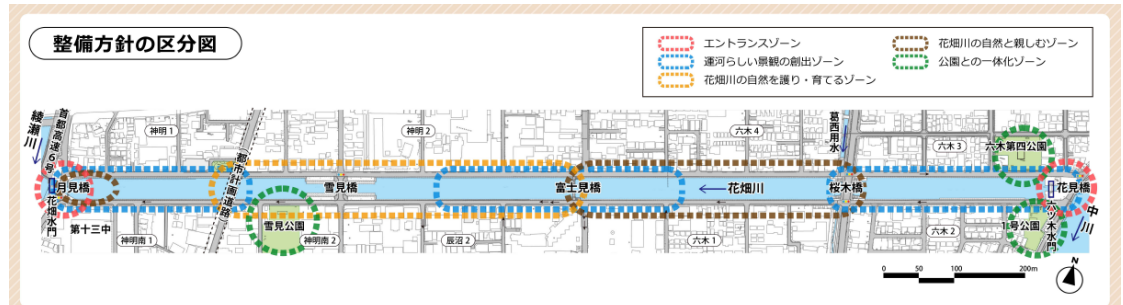 整備方針の区分図
エントランスゾーン
運河らしい景観の創出ゾーン
花畑川の自然を護り・育てるゾーン
花畑川の自然と親しむゾーン
公園との一体化ゾーン
綾瀬川
首都高速6号
神明1
都市計画道路
神明2
六木4
葛西用水
六木3
六木第四公園
月見橋
雪見橋
富士見橋
花畑川
桜木橋
花見橋
花畑水門
六ツ木水門
中川
第十三中
神明南1
雪見公園
神明南2
辰沼2
六木1
六木2
1号公園
0 50 100 200m
N